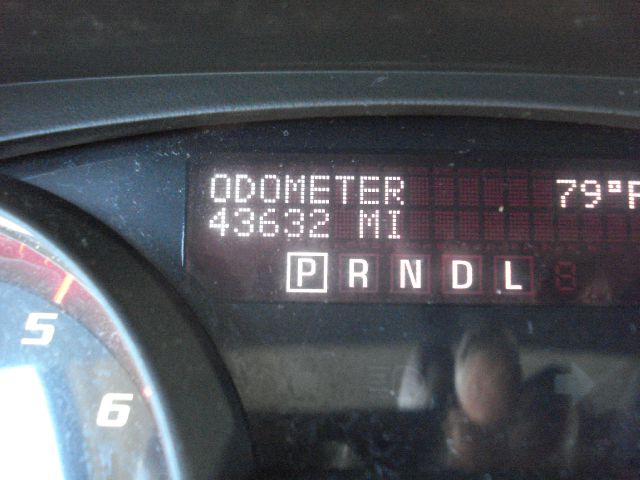 ODOMETER 79°F
43632 MI
P R N D L
5
6